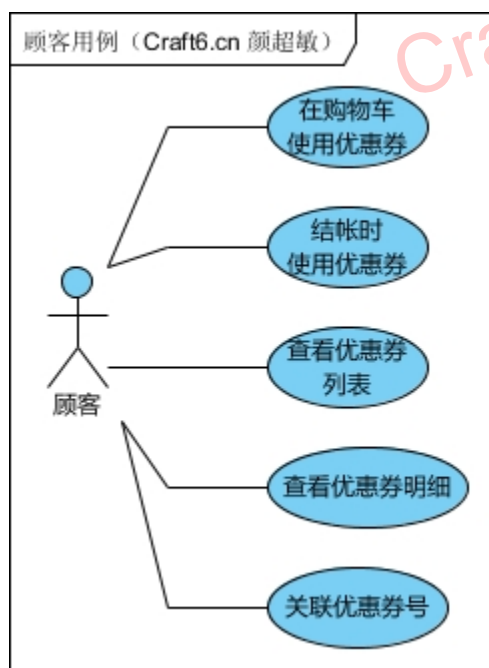 顾客用例（Craft6.cn 颜超敏）
在购物车
使用优惠券
结帐时
使用优惠券
查看优惠券
列表
顾客
查看优惠券明细
关联优惠券号